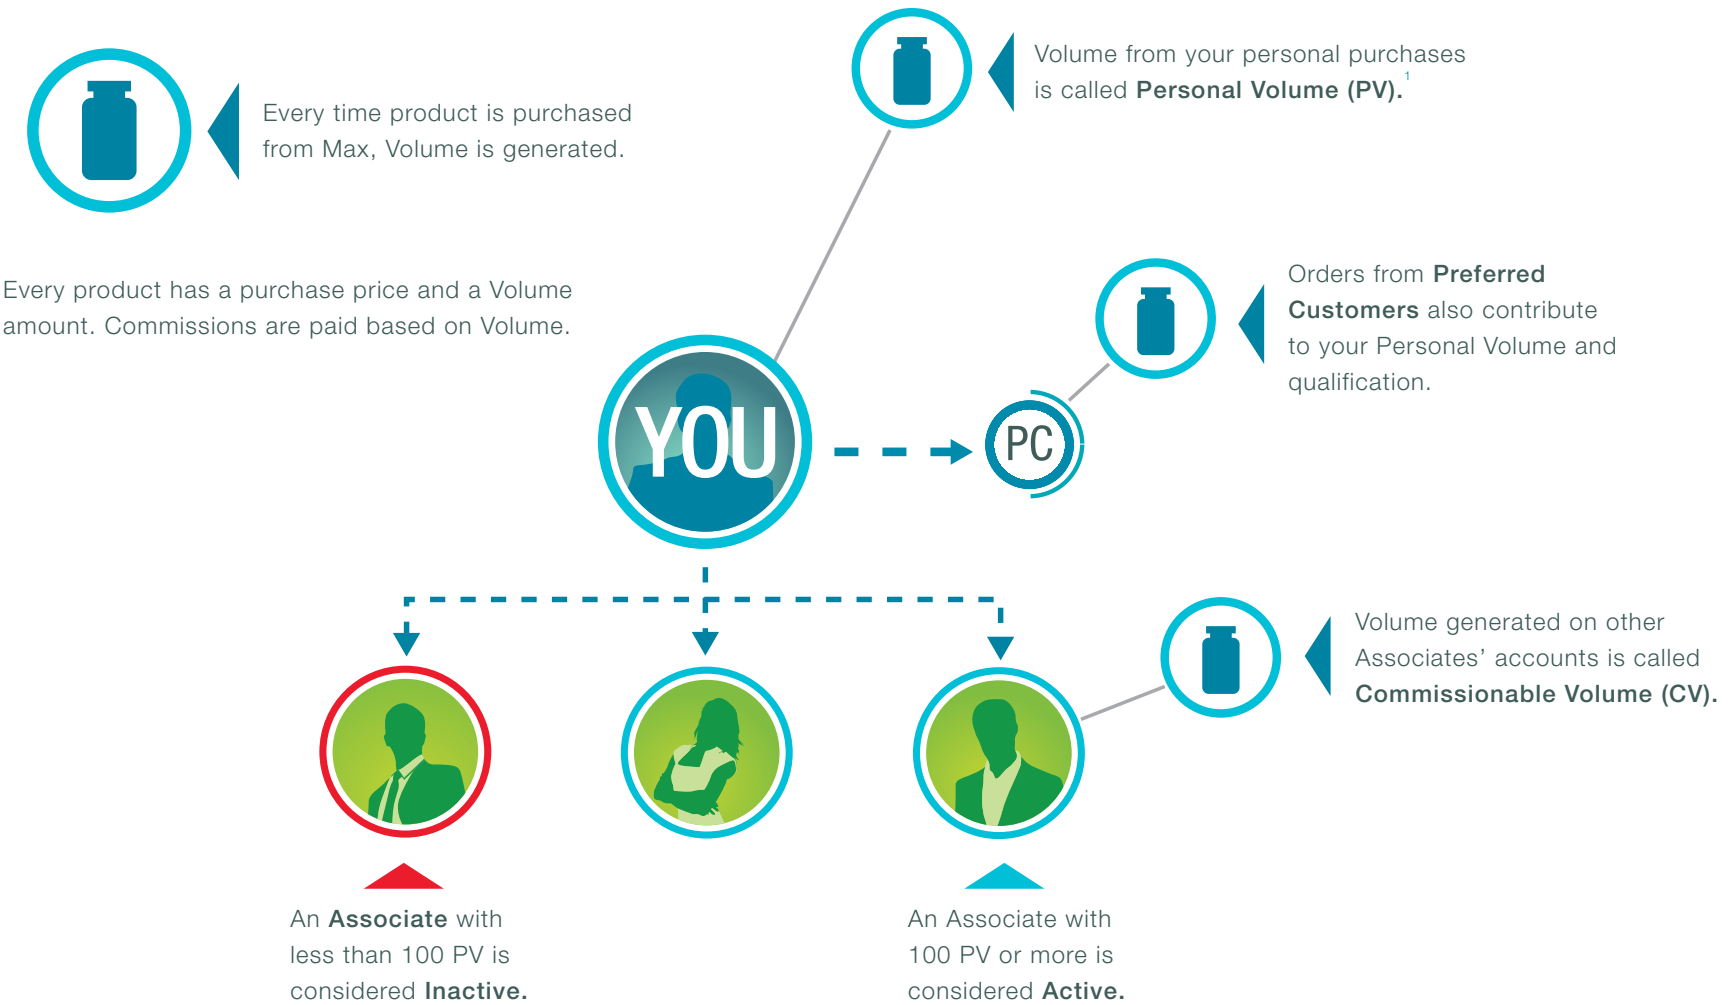 Volume from your personal purchases
is called Personal Volume (PV).1
Every time product is purchased
from Max, Volume is generated.
Every product has a purchase price and a Volume
amount. Commissions are paid based on Volume.
Orders from Preferred
Customers also contribute
to your Personal Volume and
qualification.
YOU
PC
Volume generated on other
Associates’ accounts is called
Commissionable Volume (CV).
An Associate with
less than 100 PV is
considered Inactive.
An Associate with
100 PV or more is
considered Active.